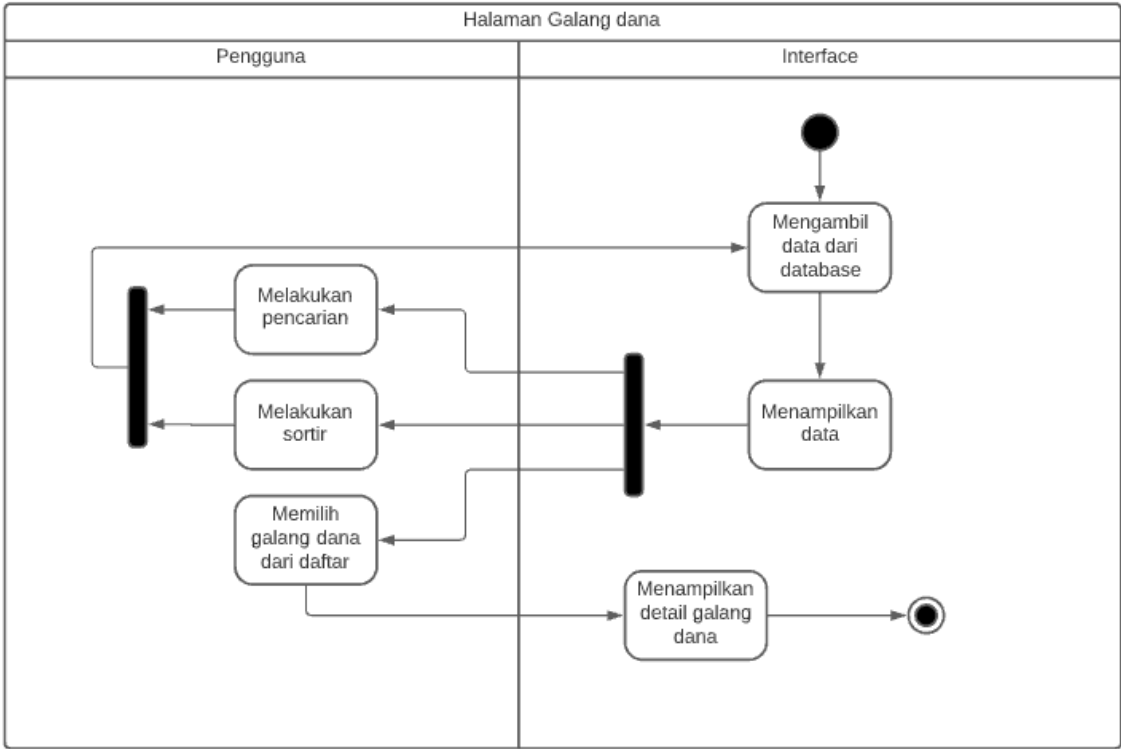 Halaman Galang dana
Pengguna
Interface
Mengambil
data dari
database
Melakukan
pencarian
Melakukan
sortir
Menampilkan
data
Memilih
galang dana
dari daftar
Menampilkan
detail galang
dana